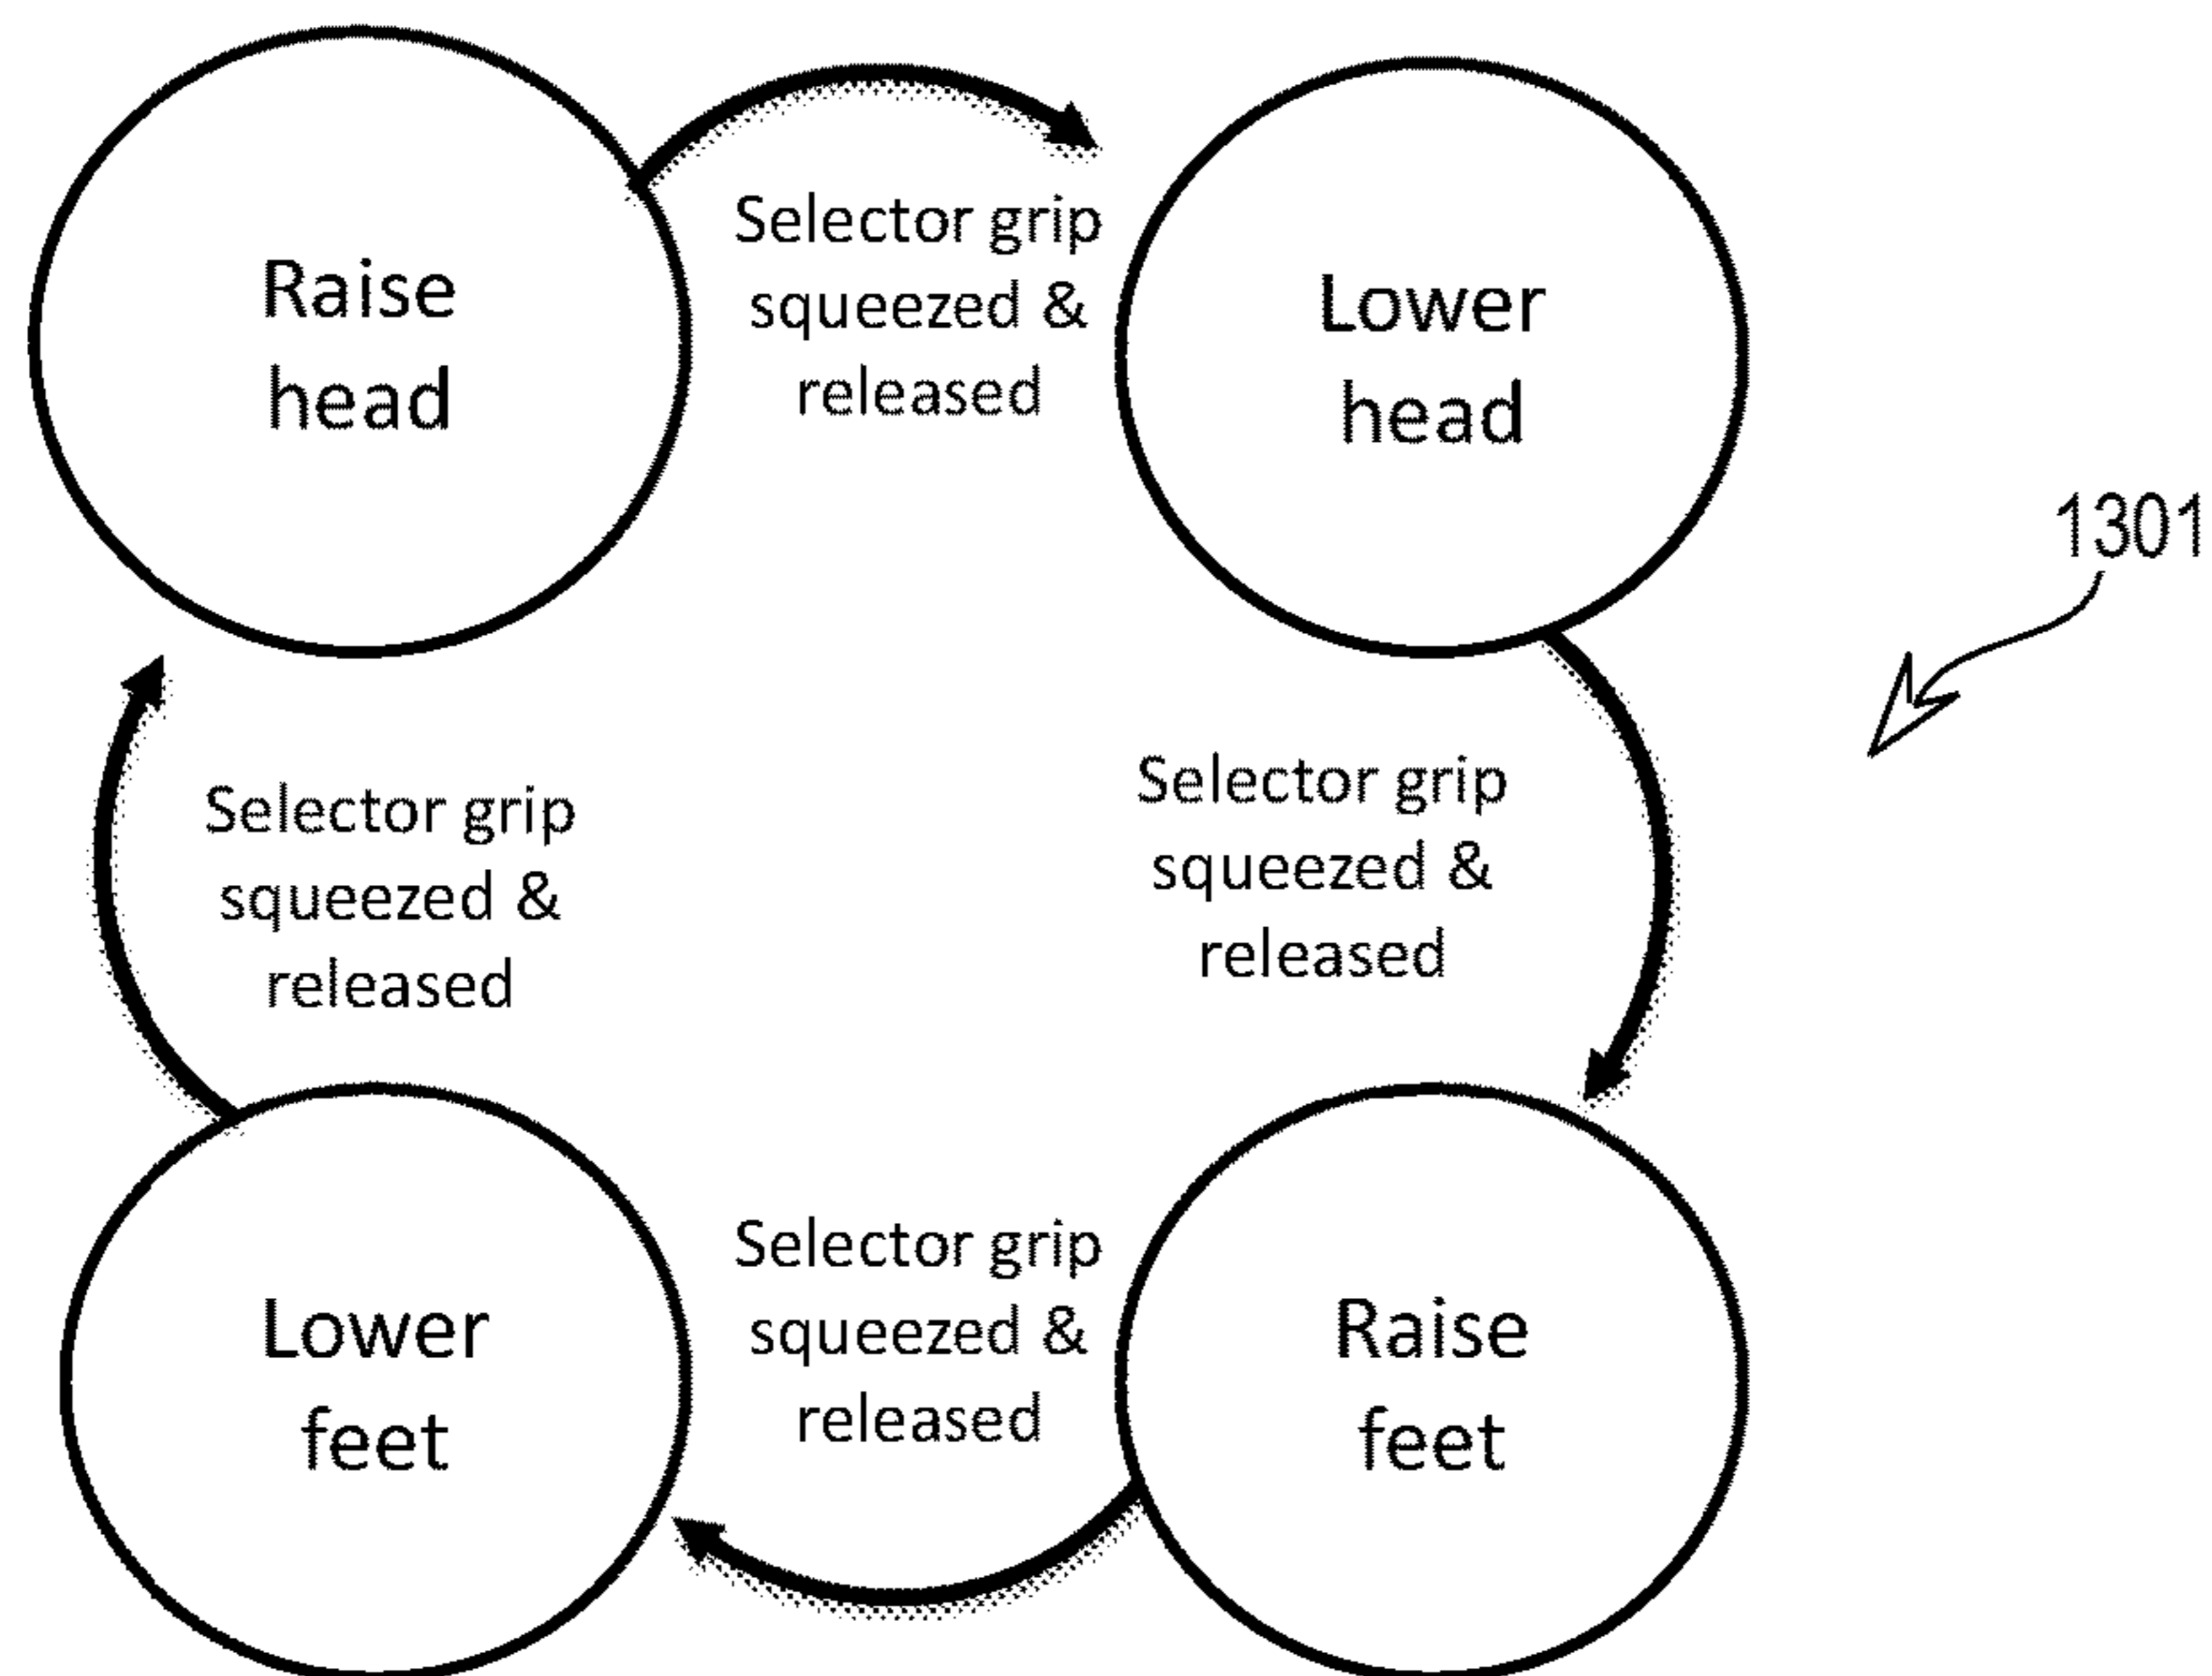 Raise
head
Selector grip
squeezed &
released
Lower
head
1301
Selector grip
squeezed &
released
Selector grip
squeezed &
released
Lower
feet
Selector grip
squeezed &
released
Raise
feet